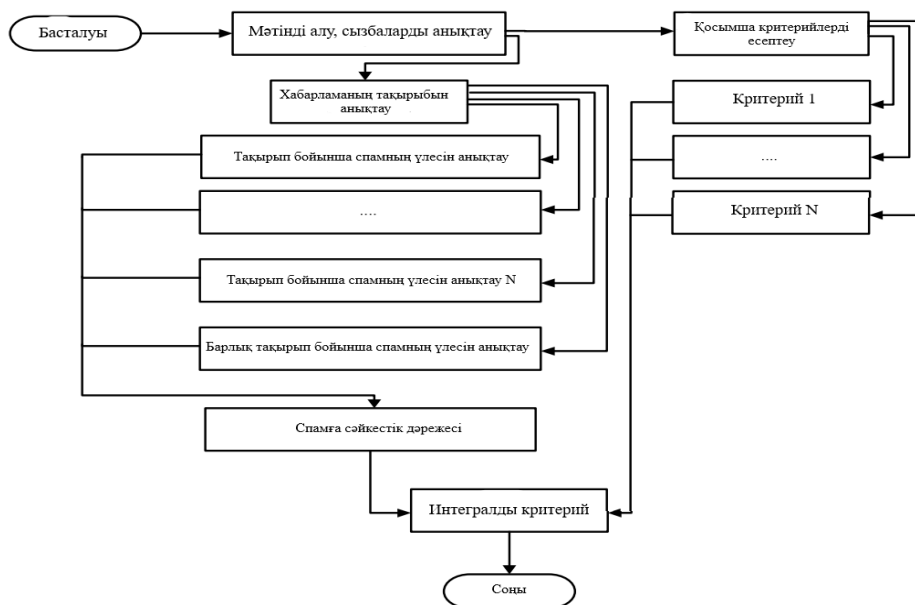 Басталуы
Мәтінді алу, сызбаларды анықтау
Қосымша критерийлерді
есептеу
Хабарламаның тақырыбын
анықтау
Критерий 1
Тақырып бойынша спамның үлесін анықтау
....
....
Критерий N
Тақырып бойынша спамның үлесін анықтау N
Барлық тақырып бойынша спамның үлесін анықтау
Спамға сәйкестік дәрежесі
Интегралды критерий
Соңы